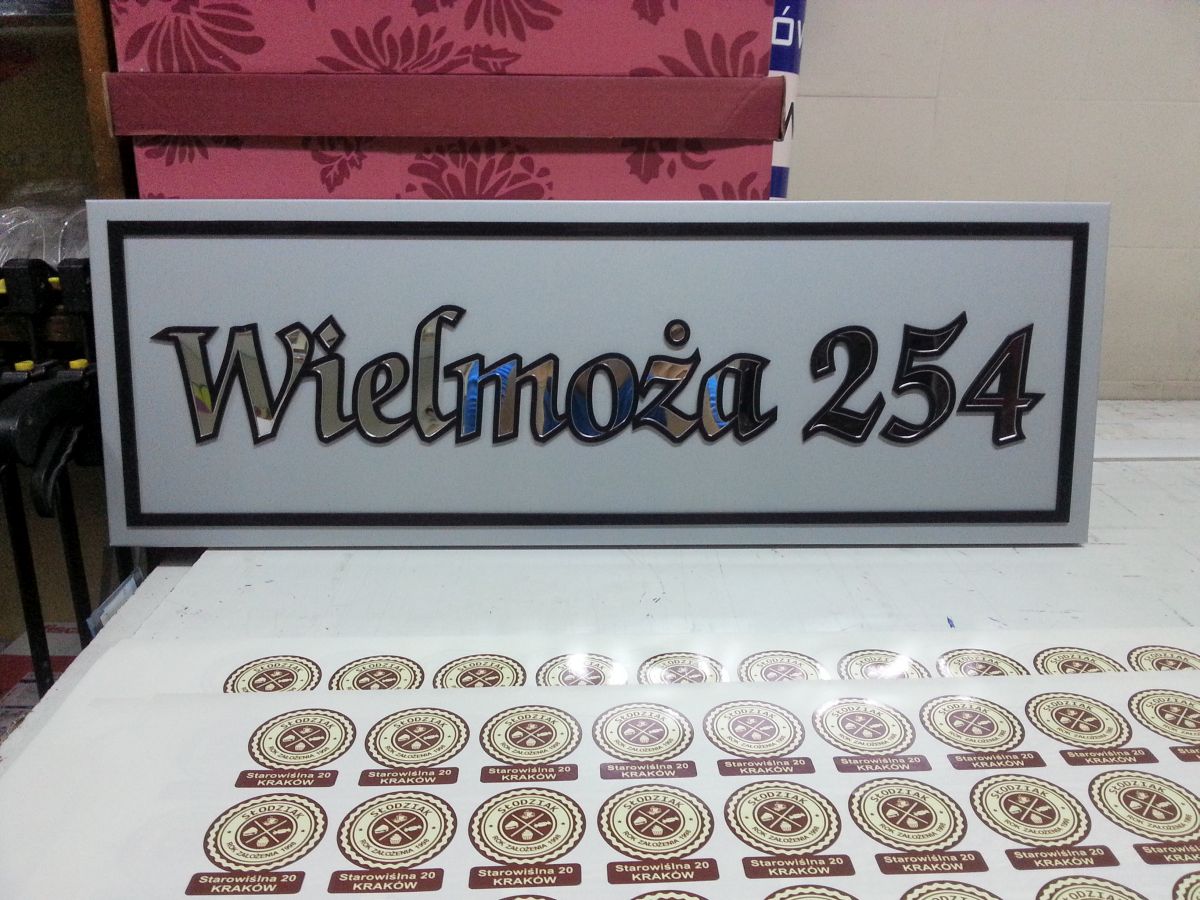 Wielmoża 254
SŁODZIAK
ROK ZAŁOŻENIA 1998
Starowiślna 20
KRAKÓW